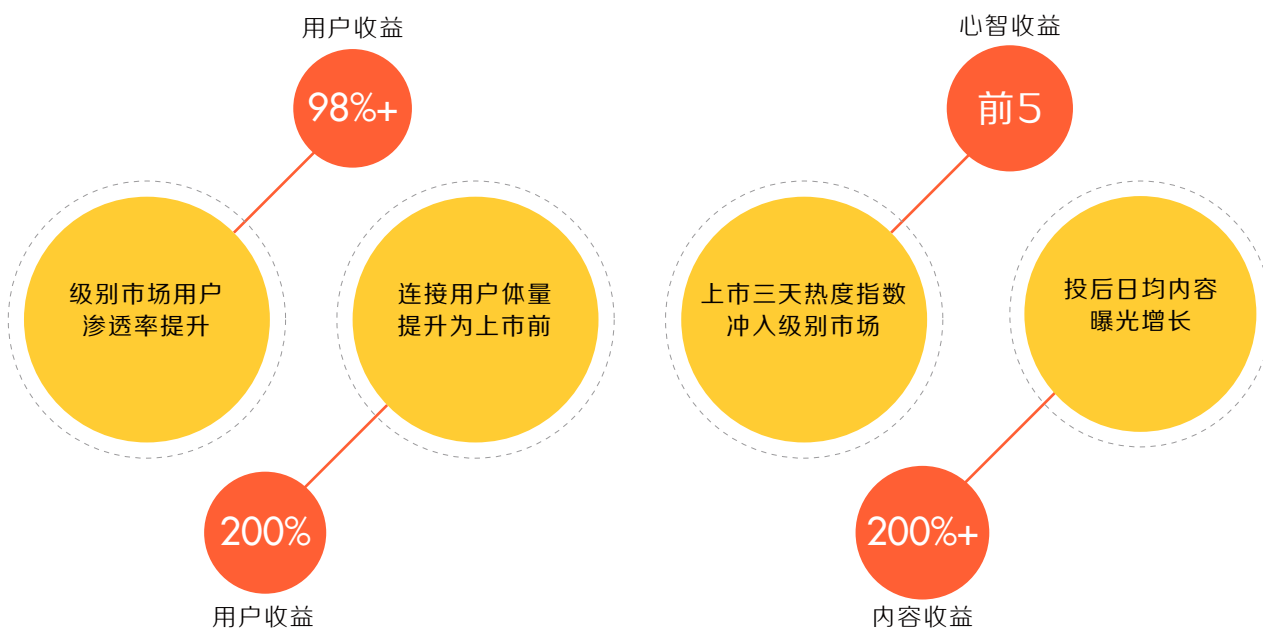 用户收益
98%+
级别市场用户
渗透率提升
连接用户体量
提升为上市前
200%
用户收益
心智收益
前5
上市三天热度指数
冲入级别市场
投后日均内容
曝光增长
200%+
内容收益